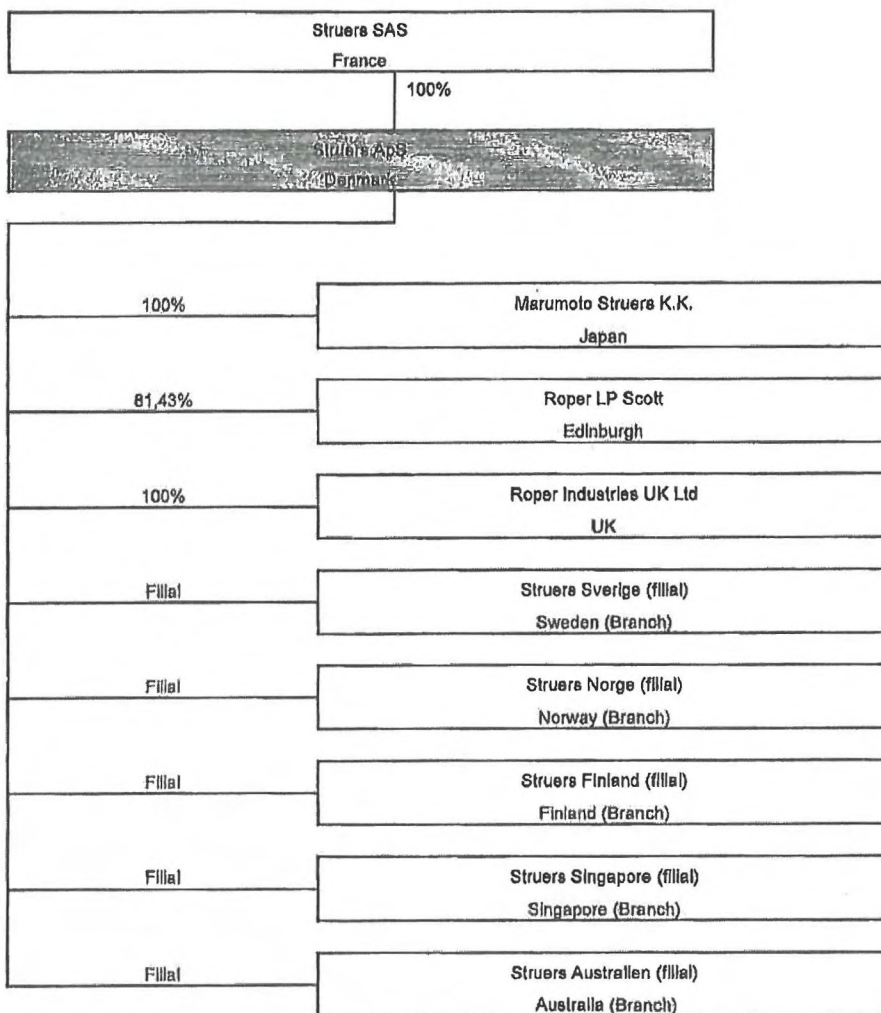 Struers SAS
France
100%
Struers ApS
Denmark
100%
Marumoto Struers K.K.
Japan
81,43%
Roper LP Scott
Edinburgh
100%
Roper Industries UK Ltd
UK
Filial
Struers Sverige (filial)
Sweden (Branch)
Filial
Struers Norge (filial)
Norway (Branch)
Filial
Struers Finland (filial)
Finland (Branch)
Filial
Struers Singapore (filial)
Singapore (Branch)
Filial
Struers Australien (filial)
Australia (Branch)